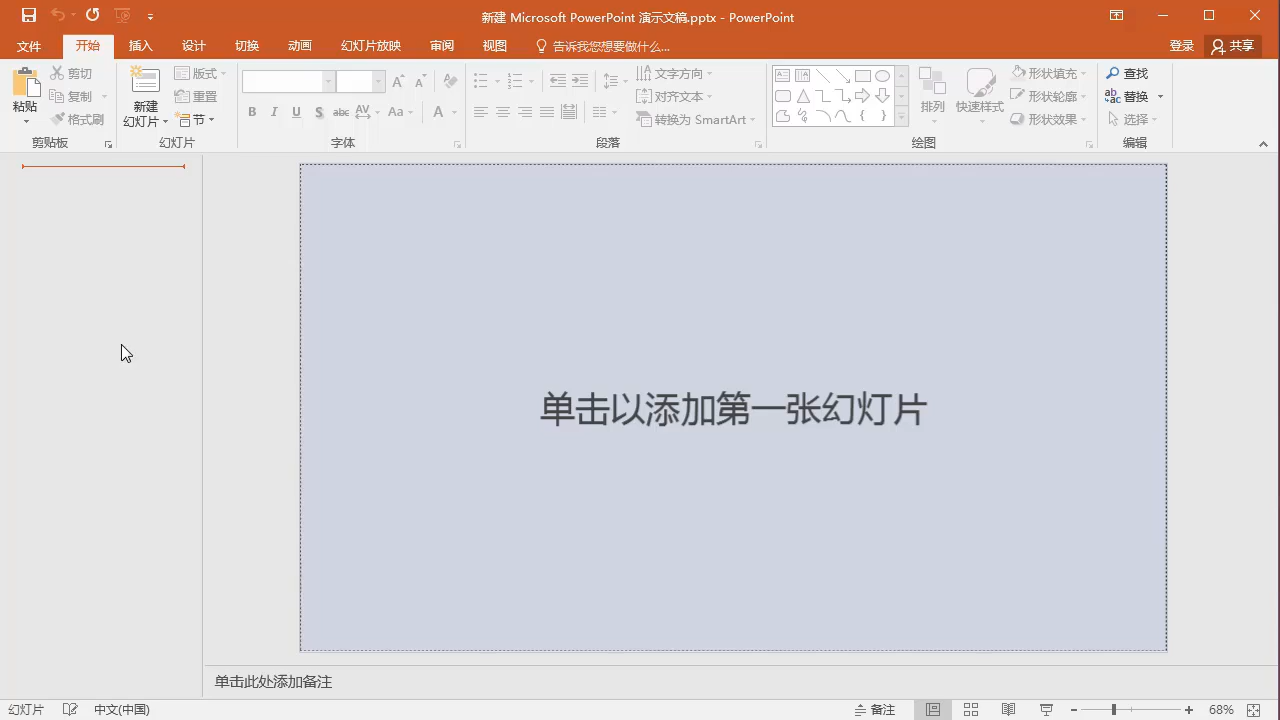 新建 Microsoft PowerPoint 演示文稿.pptx - PowerPoint
文件 开始 插入 设计 切换 动画 幻灯片放映 审阅 视图 告诉我您想要做什么... 登录 共享
粘贴 剪切 复制 格式刷
剪贴板
新建 幻灯片 版式 重置 节
幻灯片
B I U S abc AV Aa A
字体
文字方向 对齐文本 转换为 SmartArt
段落
排列 快速样式 形状填充 形状轮廓 形状效果
绘图
查找 替换 选择
编辑
单击以添加第一张幻灯片
单击此处添加备注
幻灯片 中文(中国) 备注 68%